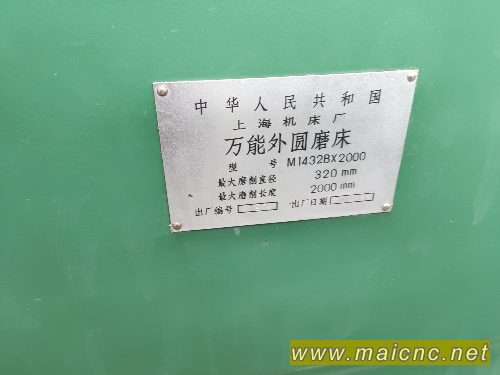 中华人民共和国
上海机床厂
万能外圆磨床
型号 M1432BX2000
最大磨削直径 320 mm
最大磨削长度 2000 mm
出厂编号 出厂日期
www.maicnc.net